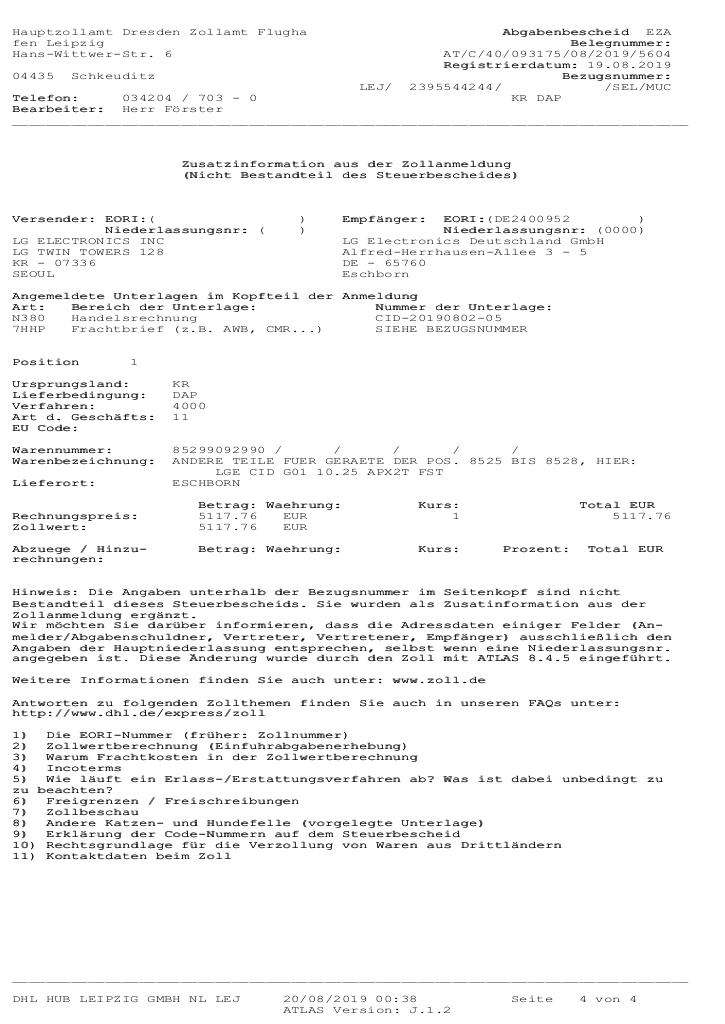 Hauptzollamt Dresden Zollamt Flugha Abgabenbescheid EZA
fen Leipzig Belegnummer:
Hans-Wittwer-Str. 6 AT/C/40/093175/08/2019/5604
Registrierdatum: 19.08.2019
04435 Schkeuditz Bezugsnummer:
LEJ/ 2395544244/ /SEL/MUC
Telefon: 034204 / 703 - 0 KR DAP
Bearbeiter: Herr Förster
Zusatzinformation aus der Zollanmeldung
(Nicht Bestandteil des Steuerbescheides)
Versender: EORI:( ) Empfänger: EORI:(DE2400952 )
Niederlassungsnr: ( ) Niederlassungsnr: (0000)
LG ELECTRONICS INC LG Electronics Deutschland GmbH
LG TWIN TOWERS 128 Alfred-Herrhausen-Allee 3 - 5
KR - 07336 DE - 65760
SEOUL Eschborn
Angemeldete Unterlagen im Kopfteil der Anmeldung
Art: Bereich der Unterlage: Nummer der Unterlage:
N380 Handelsrechnung CID-20190802-05
7HHP Frachtbrief (z.B. AWB, CMR...) SIEHE BEZUGSNUMMER
Position 1
Ursprungsland: KR
Lieferbedingung: DAP
Verfahren: 4000
Art d. Geschäfts: 11
EU Code:
Warennummer: 85299092990 / / / / /
Warenbezeichnung: ANDERE TEILE FUER GERAETE DER POS. 8525 BIS 8528, HIER:
LGE CID G01 10.25 APX2T FST
Lieferort: ESCHBORN
Betrag: Waehrung: Kurs: Total EUR
Rechnungspreis: 5117.76 EUR 1 5117.76
Zollwert: 5117.76 EUR
Abzuege / Hinzu- Betrag: Waehrung: Kurs: Prozent: Total EUR
rechnungen:
Hinweis: Die Angaben unterhalb der Bezugsnummer im Seitenkopf sind nicht
Bestandteil dieses Steuerbescheids. Sie wurden als Zusatinformation aus der
Zollanmeldung ergänzt.
Wir möchten Sie darüber informieren, dass die Adressdaten einiger Felder (An-
melder/Abgabenschuldner, Vertreter, Vertretener, Empfänger) ausschließlich den
Angaben der Hauptniederlassung entsprechen, selbst wenn eine Niederlassungsnr.
angegeben ist. Diese Änderung wurde durch den Zoll mit ATLAS 8.4.5 eingeführt.
Weitere Informationen finden Sie auch unter: www.zoll.de
Antworten zu folgenden Zollthemen finden Sie auch in unseren FAQs unter:
http://www.dhl.de/express/zoll
1) Die EORI-Nummer (früher: Zollnummer)
2) Zollwertberechnung (Einfuhrabgabenerhebung)
3) Warum Frachtkosten in der Zollwertberechnung
4) Incoterms
5) Wie läuft ein Erlass-/Erstattungsverfahren ab? Was ist dabei unbedingt zu
zu beachten?
6) Freigrenzen / Freischreibungen
7) Zollbeschau
8) Andere Katzen- und Hundefelle (vorgelegte Unterlage)
9) Erklärung der Code-Nummern auf dem Steuerbescheid
10) Rechtsgrundlage für die Verzollung von Waren aus Drittländern
11) Kontaktdaten beim Zoll
DHL HUB LEIPZIG GMBH NL LEJ 20/08/2019 00:38 Seite 4 von 4
ATLAS Version: J.1.2